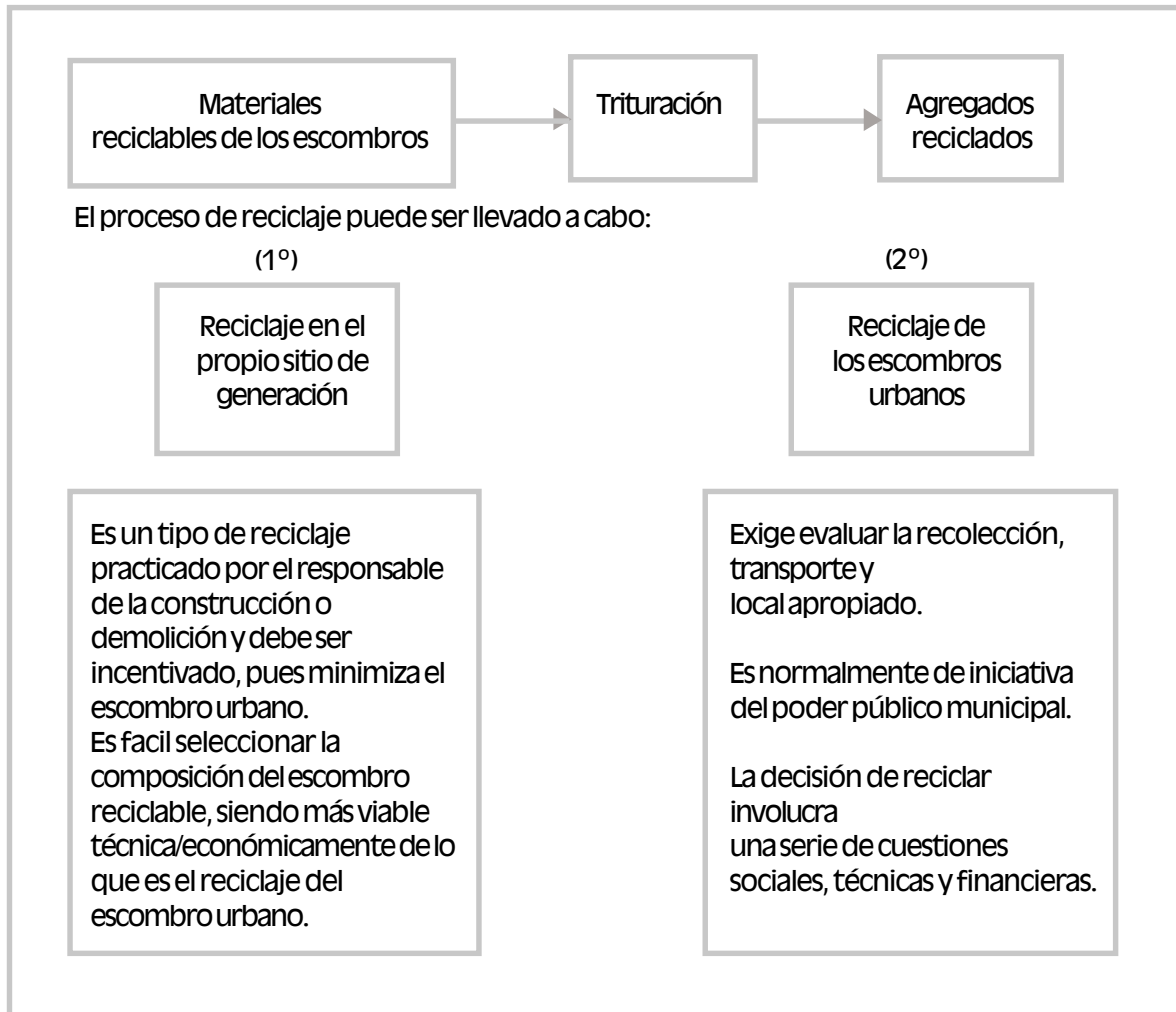 Materiales
reciclables de los escombros
Trituración
Agregados
reciclados
El proceso de reciclaje puede ser llevado a cabo:
(1º)
Reciclaje en el
propio sitio de
generación
(2º)
Reciclaje de
los escombros
urbanos
Es un tipo de reciclaje
practicado por el responsable
de la construcción o
demolición y debe ser
incentivado, pues minimiza el
escombro urbano.
Es facil seleccionar la
composición del escombro
reciclable, siendo más viable
técnica/económicamente de lo
que es el reciclaje del
escombro urbano.
Exige evaluar la recolección,
transporte y
local apropiado.
Es normalmente de iniciativa
del poder público municipal.
La decisión de reciclar
involucra
una serie de cuestiones
sociales, técnicas y financieras.